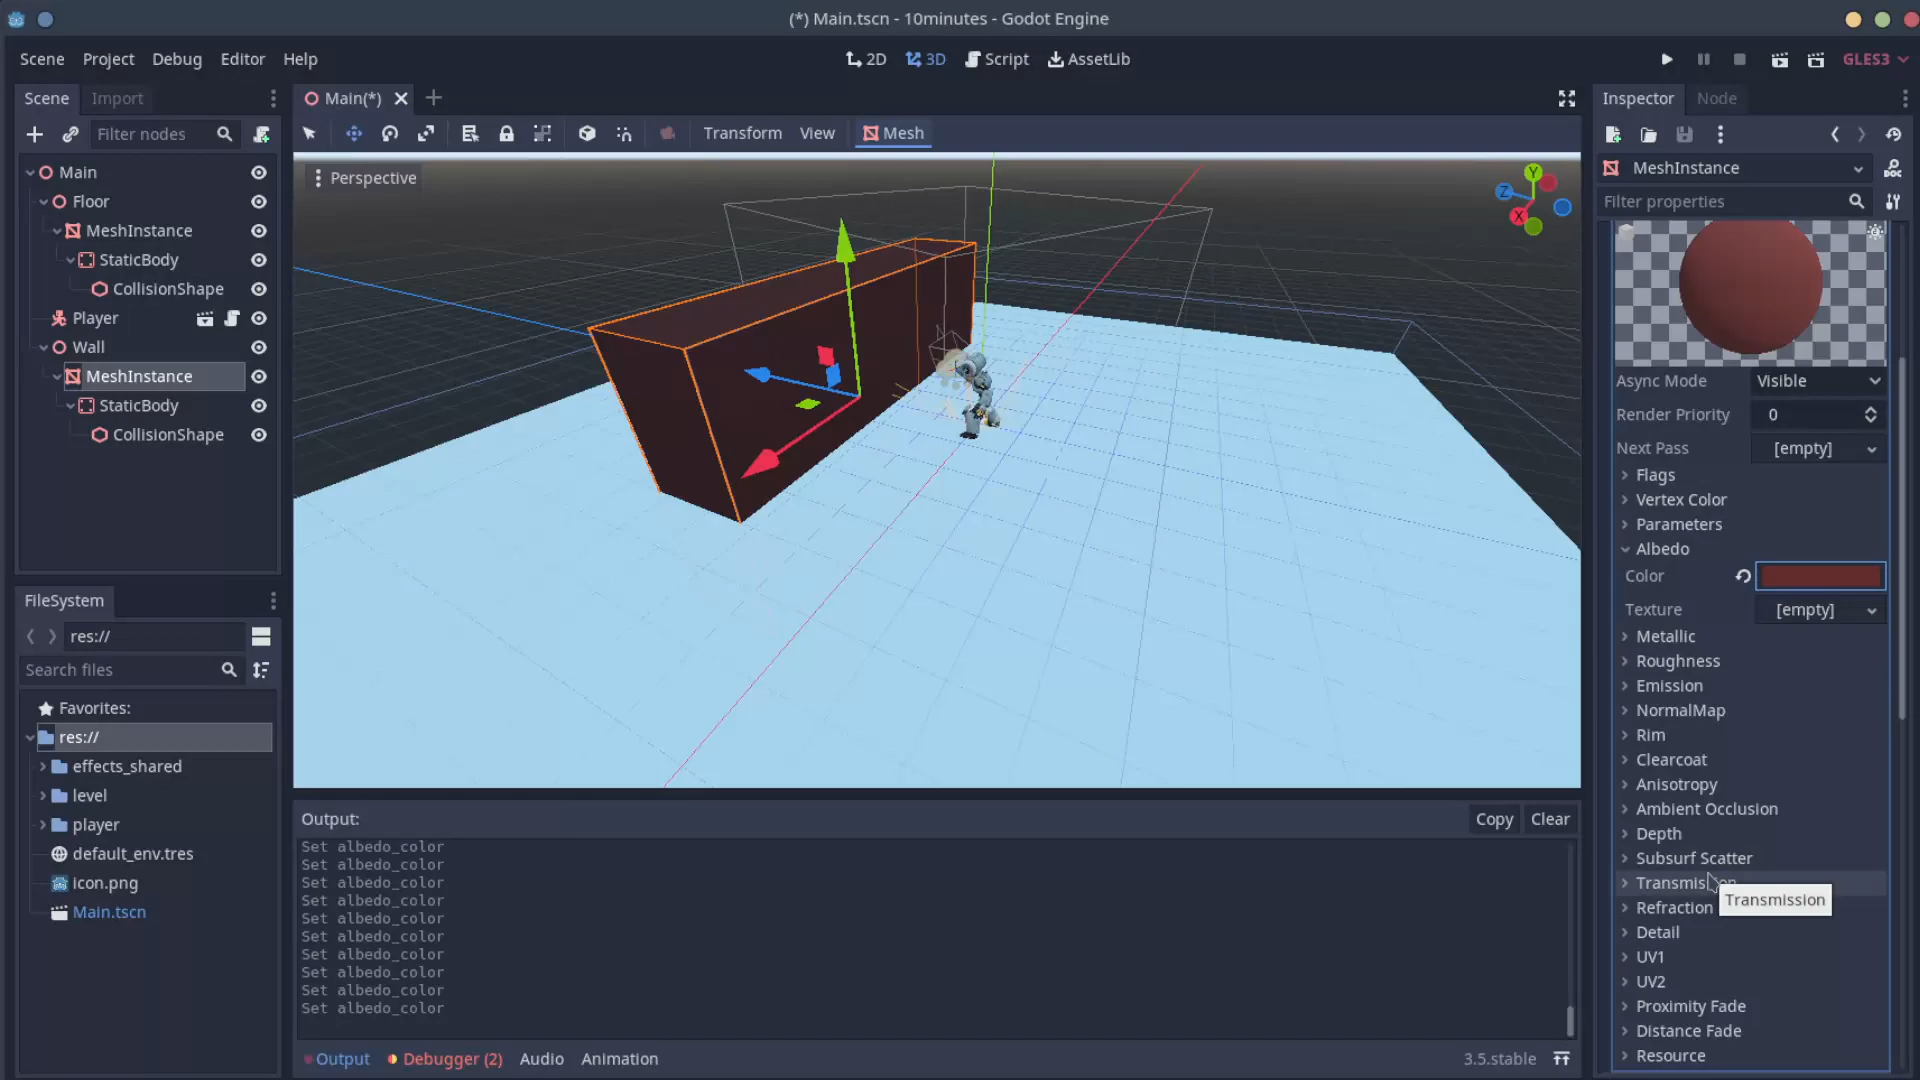 (*) Main.tscn - 10minutes - Godot Engine
Scene Project Debug Editor Help
2D 3D Script AssetLib
GLES3
Scene Import
Filter nodes
Main
Floor
MeshInstance
StaticBody
CollisionShape
Player
Wall
MeshInstance
StaticBody
CollisionShape
FileSystem
res://
Search files
Favorites:
res://
effects_shared
level
player
default_env.tres
icon.png
Main.tscn
Main(*)
Transform View Mesh
Perspective
Y
Z
X
Output:
Copy Clear
Set albedo_color
Set albedo_color
Set albedo_color
Set albedo_color
Set albedo_color
Set albedo_color
Set albedo_color
Set albedo_color
Set albedo_color
Set albedo_color
Output Debugger (2) Audio Animation
3.5.stable
Inspector Node
MeshInstance
Filter properties
Async Mode Visible
Render Priority 0
Next Pass [empty]
Flags
Vertex Color
Parameters
Albedo
Color
Texture [empty]
Metallic
Roughness
Emission
NormalMap
Rim
Clearcoat
Anisotropy
Ambient Occlusion
Depth
Subsurf Scatter
Transmission
Transmission
Refraction
Detail
UV1
UV2
Proximity Fade
Distance Fade
Resource